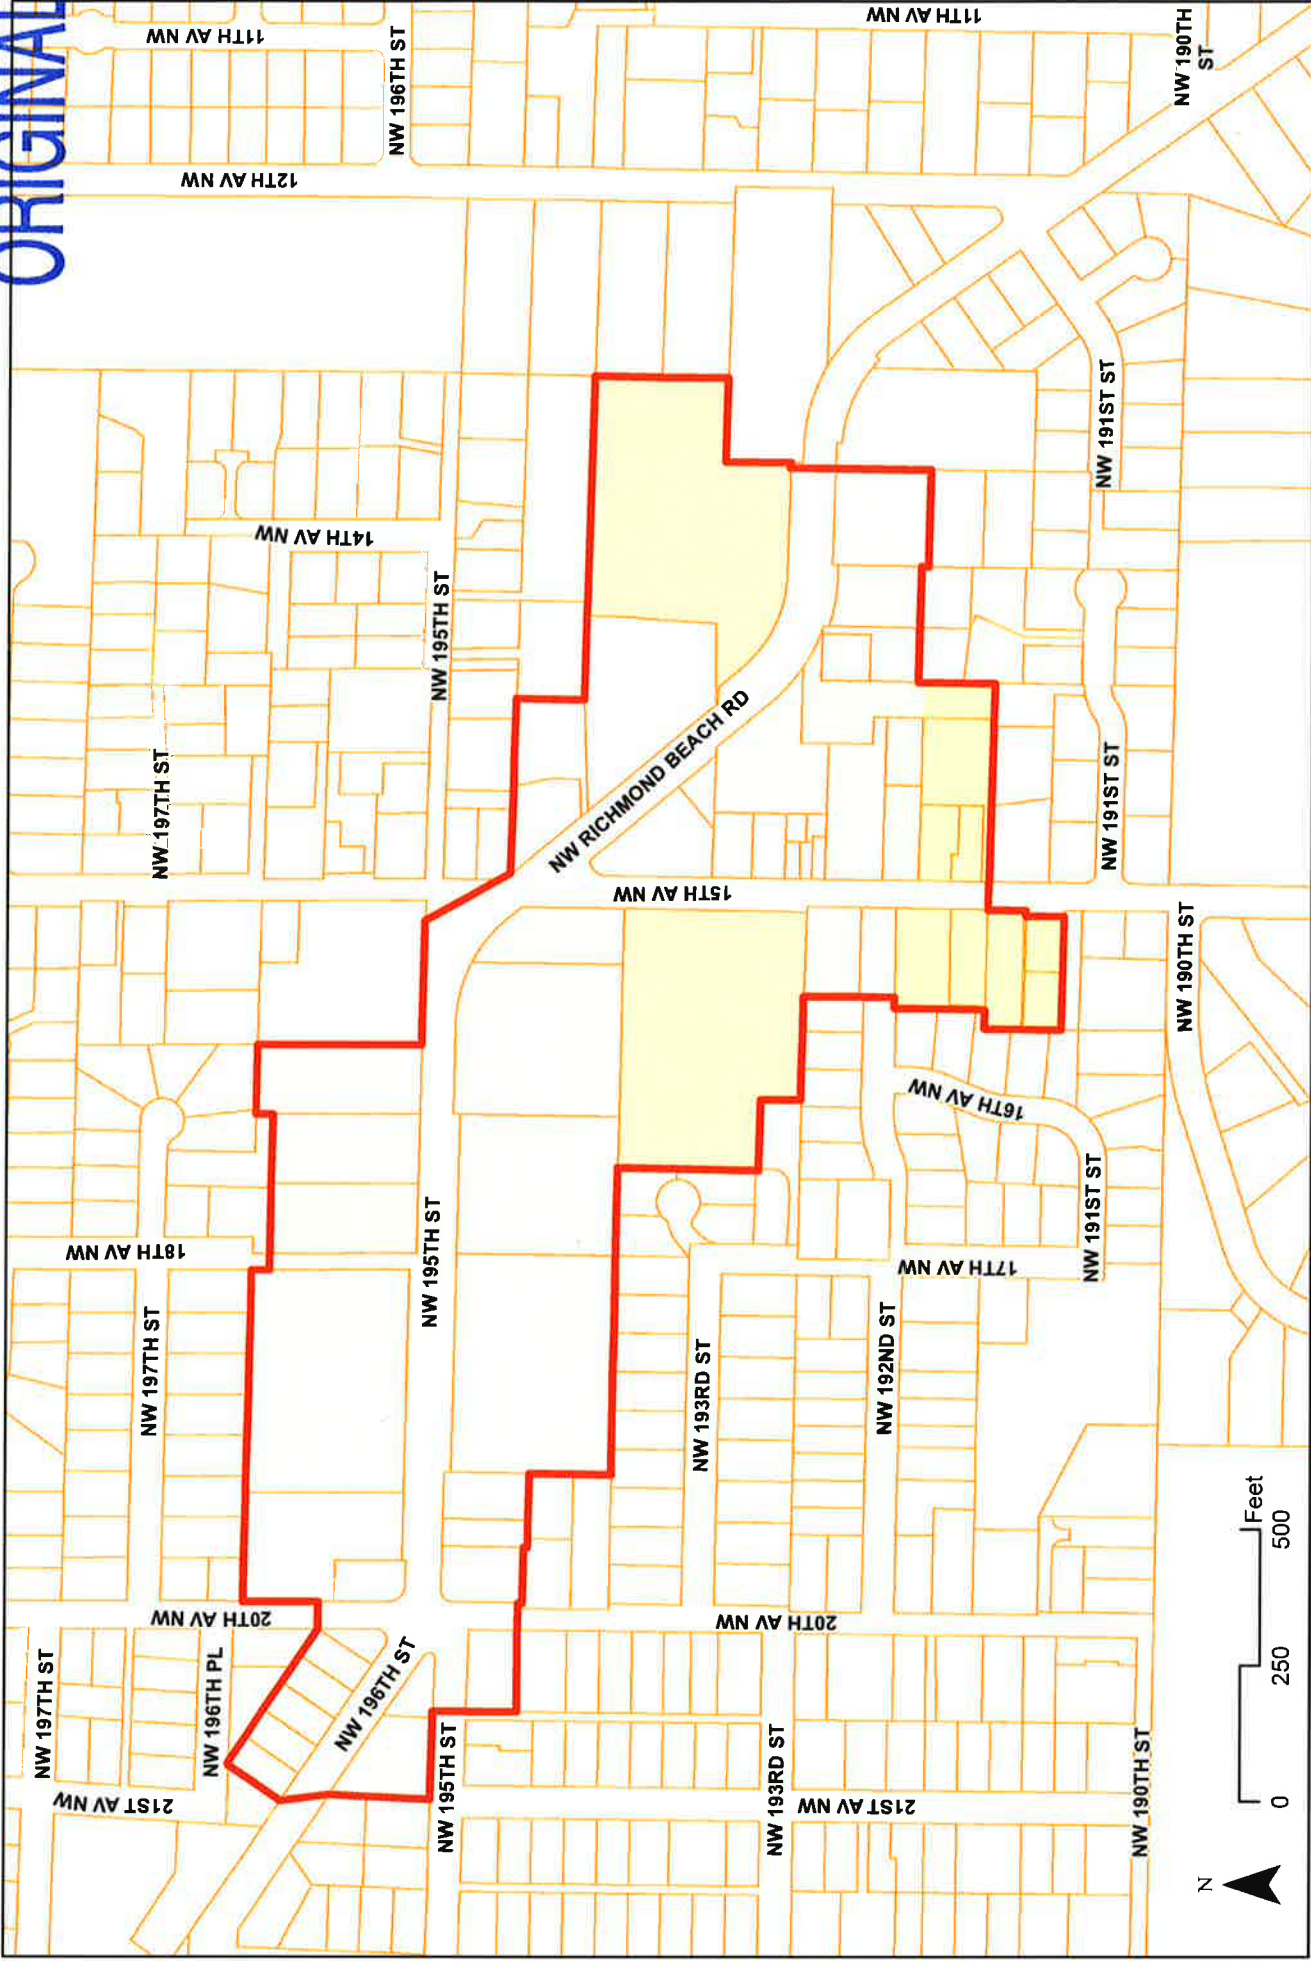 ORIGINAL
11TH AV NW
NW 196TH ST
11TH AV NW
NW 190TH
ST
12TH AV NW
NW 191ST ST
14TH AV NW
NW 195TH ST
NW 197TH ST
NW RICHMOND BEACH RD
NW 191ST ST
15TH AV NW
NW 190TH ST
16TH AV NW
NW 191ST ST
18TH AV NW
NW 195TH ST
17TH AV NW
NW 197TH ST
NW 193RD ST
NW 192ND ST
20TH AV NW
20TH AV NW
NW 197TH ST
NW 196TH PL
NW 196TH ST
21ST AV NW
NW 195TH ST
NW 193RD ST
21ST AV NW
NW 190TH ST
N
0 250 500
Feet